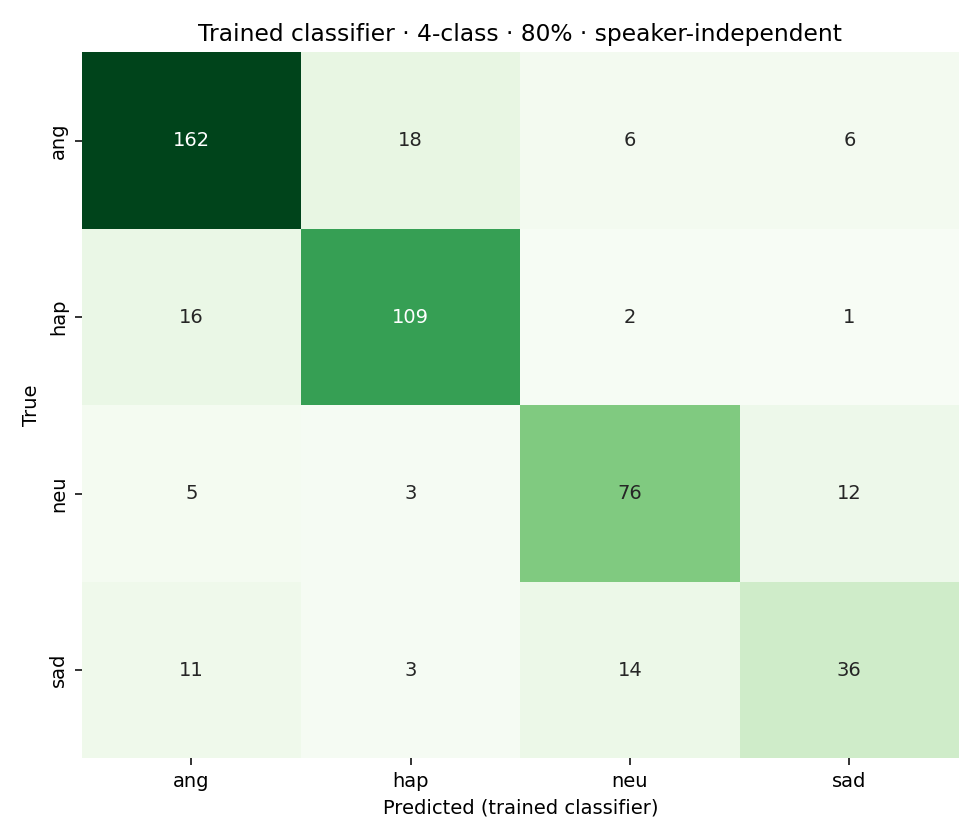 Trained classifier · 4-class · 80% · speaker-independent
ang 162 18 6 6
hap 16 109 2 1
True
neu 5 3 76 12
sad 11 3 14 36
ang hap neu sad
Predicted (trained classifier)